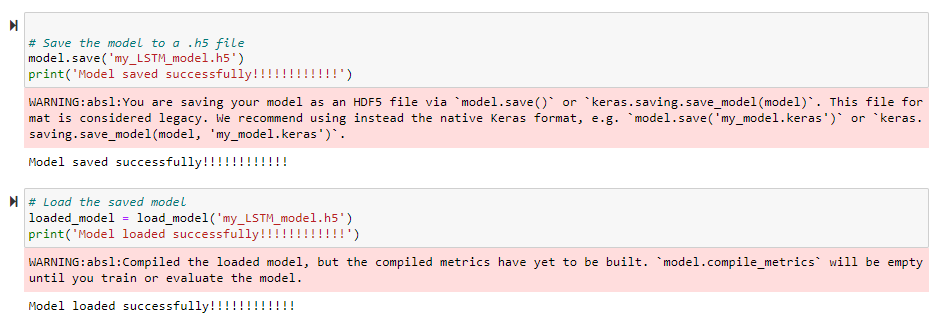 # Save the model to a .h5 file
model.save('my_LSTM_model.h5')
print('Model saved successfully!!!!!!!!!!!!')
WARNING:absl:You are saving your model as an HDF5 file via `model.save()` or `keras.saving.save_model(model)`. This file for
mat is considered legacy. We recommend using instead the native Keras format, e.g. `model.save('my_model.keras')` or `keras.
saving.save_model(model, 'my_model.keras')`.
Model saved successfully!!!!!!!!!!!!
# Load the saved model
loaded_model = load_model('my_LSTM_model.h5')
print('Model loaded successfully!!!!!!!!!!!!')
WARNING:absl:Compiled the loaded model, but the compiled metrics have yet to be built. `model.compile_metrics` will be empty
until you train or evaluate the model.
Model loaded successfully!!!!!!!!!!!!